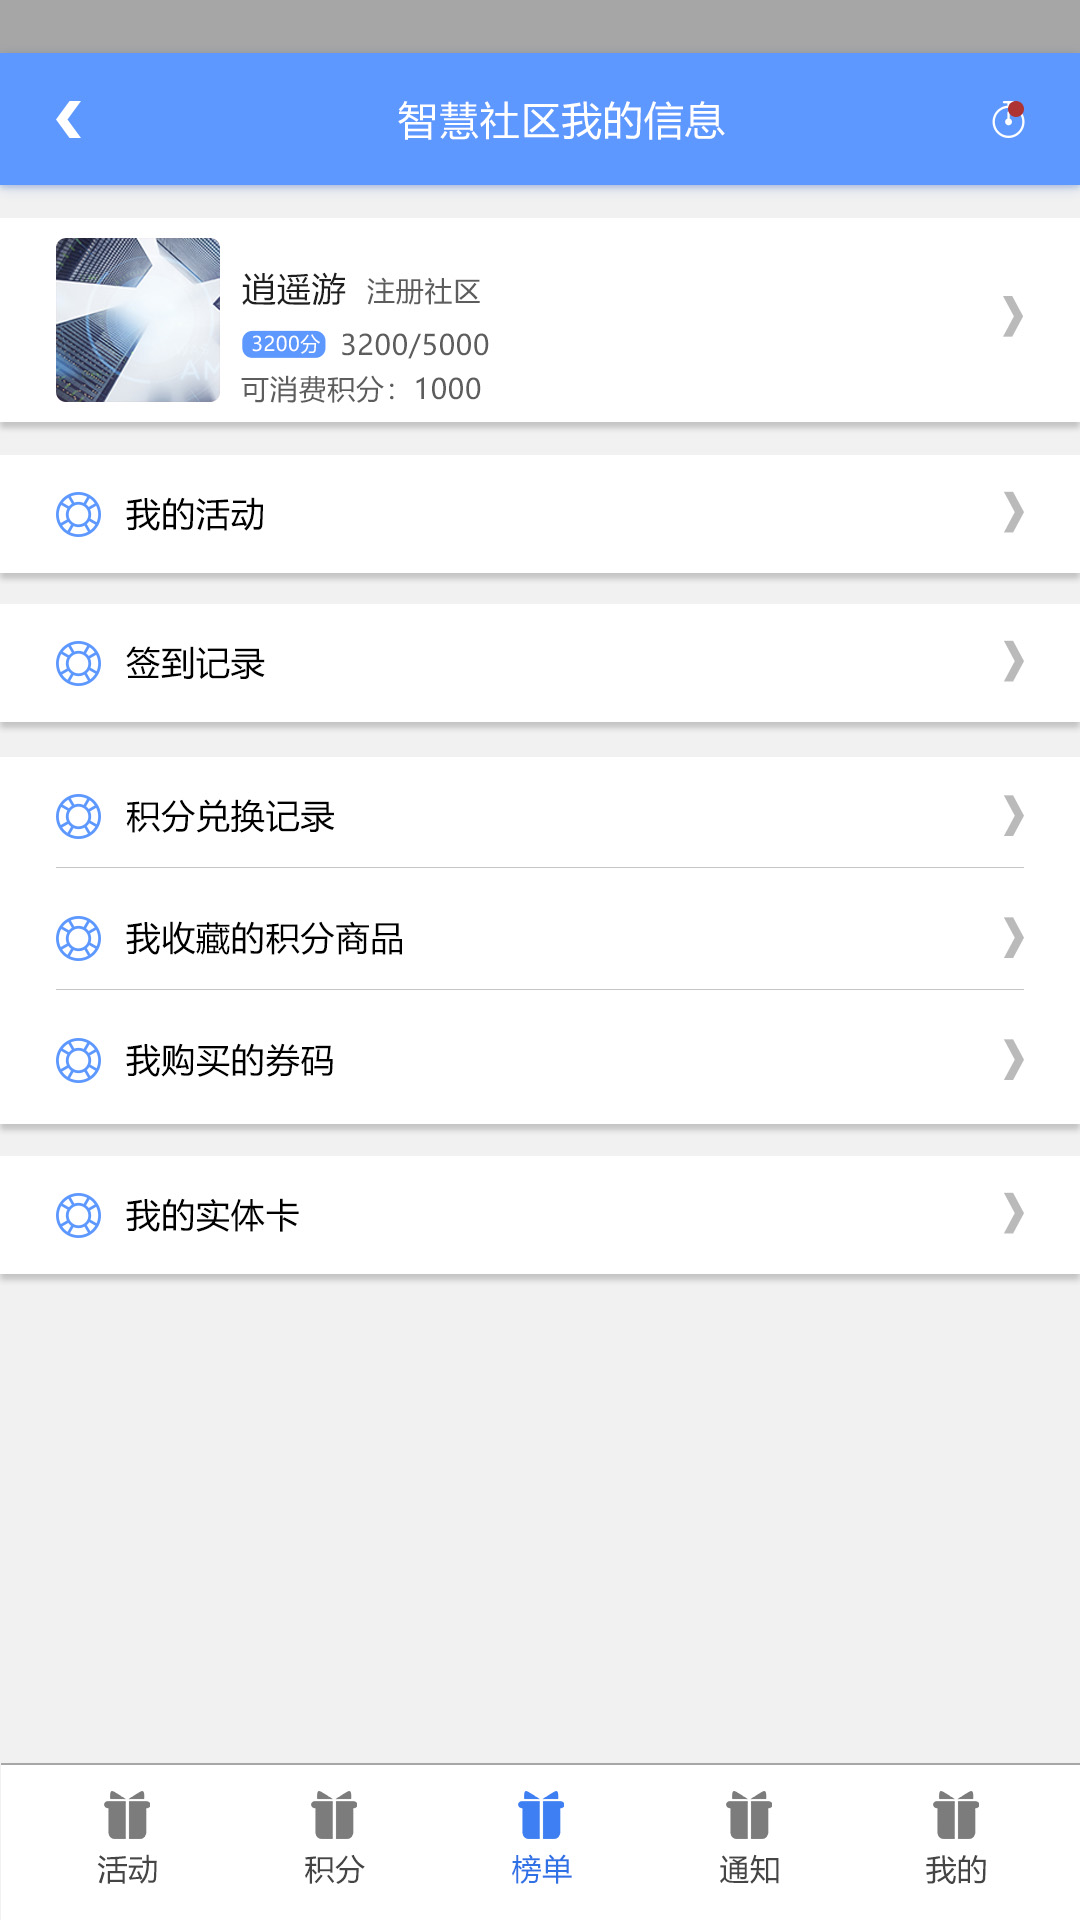 智慧社区我的信息
逍遥游 注册社区
3200分 3200/5000
可消费积分：1000
我的活动
签到记录
积分兑换记录
我收藏的积分商品
我购买的券码
我的实体卡
活动 积分 榜单 通知 我的